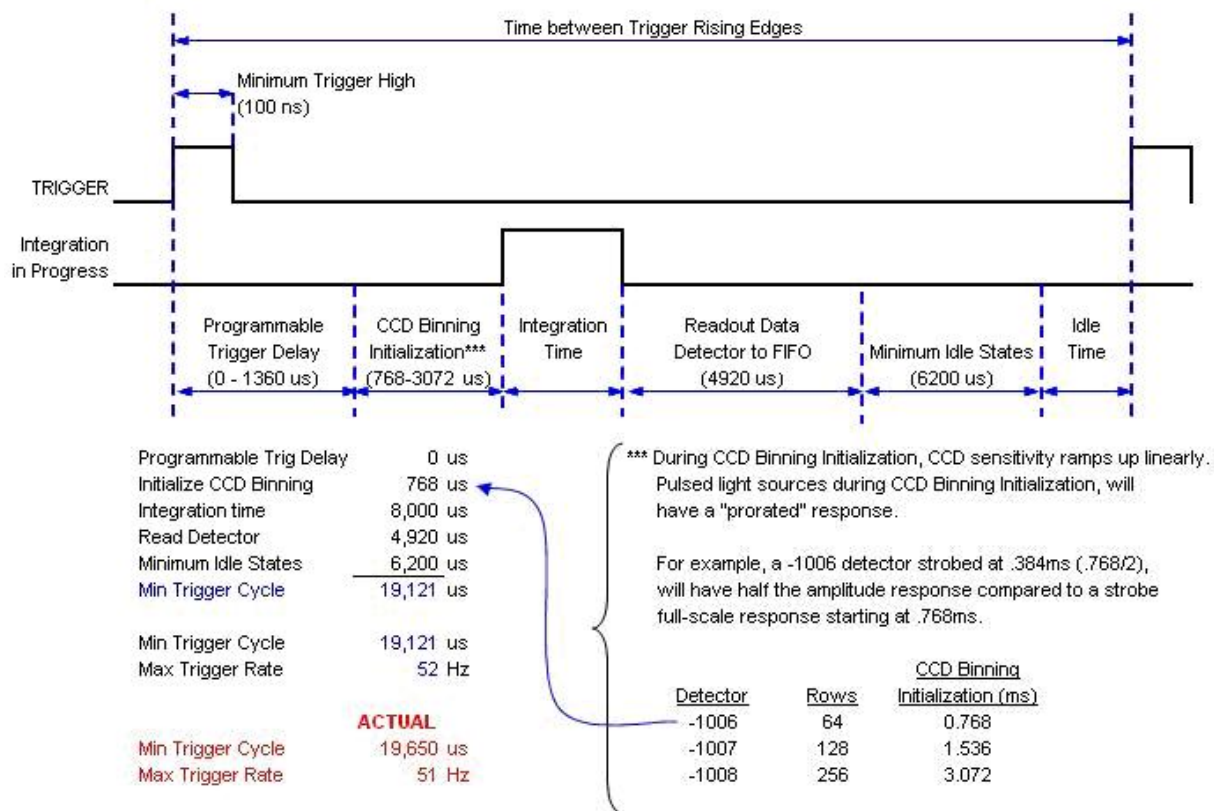 Time between Trigger Rising Edges
Minimum Trigger High
(100 ns)
TRIGGER
Integration
in Progress
Programmable
Trigger Delay
(0 - 1360 us)
CCD Binning
Initialization***
(768-3072 us)
Integration
Time
Readout Data
Detector to FIFO
(4920 us)
Minimum Idle States
(6200 us)
Idle
Time
Programmable Trig Delay 0 us
Initialize CCD Binning 768 us
Integration time 8,000 us
Read Detector 4,920 us
Minimum Idle States 6,200 us
Min Trigger Cycle 19,121 us
Min Trigger Cycle 19,121 us
Max Trigger Rate 52 Hz
ACTUAL
Min Trigger Cycle 19,650 us
Max Trigger Rate 51 Hz
*** During CCD Binning Initialization, CCD sensitivity ramps up linearly.
Pulsed light sources during CCD Binning Initialization, will
have a "prorated" response.
For example, a -1006 detector strobed at .384ms (.768/2),
will have half the amplitude response compared to a strobe
full-scale response starting at .768ms.
CCD Binning
Detector Rows Initialization (ms)
-1006 64 0.768
-1007 128 1.536
-1008 256 3.072